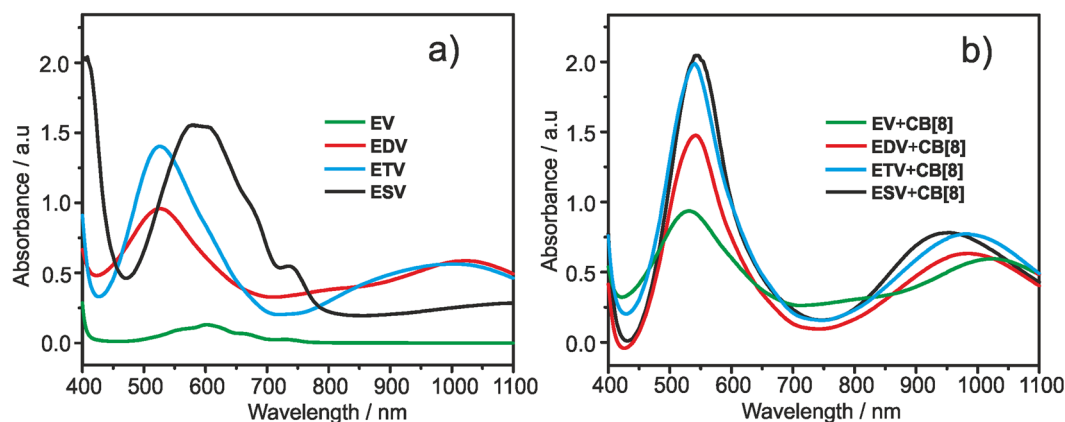 a)
2.0
1.5
1.0
0.5
0.0
Absorbance / a.u
EV
EDV
ETV
ESV
400 500 600 700 800 900 1000 1100
Wavelength / nm
b)
2.0
1.5
1.0
0.5
0.0
Absorbance / a.u
EV+CB[8]
EDV+CB[8]
ETV+CB[8]
ESV+CB[8]
400 500 600 700 800 900 1000 1100
Wavelength / nm